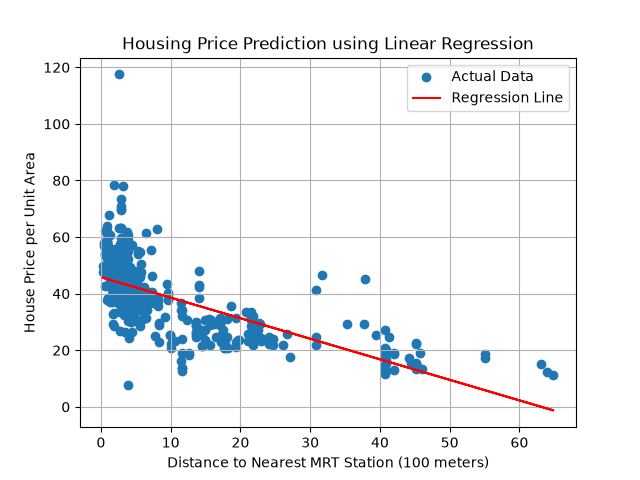 Housing Price Prediction using Linear Regression
Actual Data
Regression Line
120
100
80
60
40
20
0
House Price per Unit Area
0 10 20 30 40 50 60
Distance to Nearest MRT Station (100 meters)